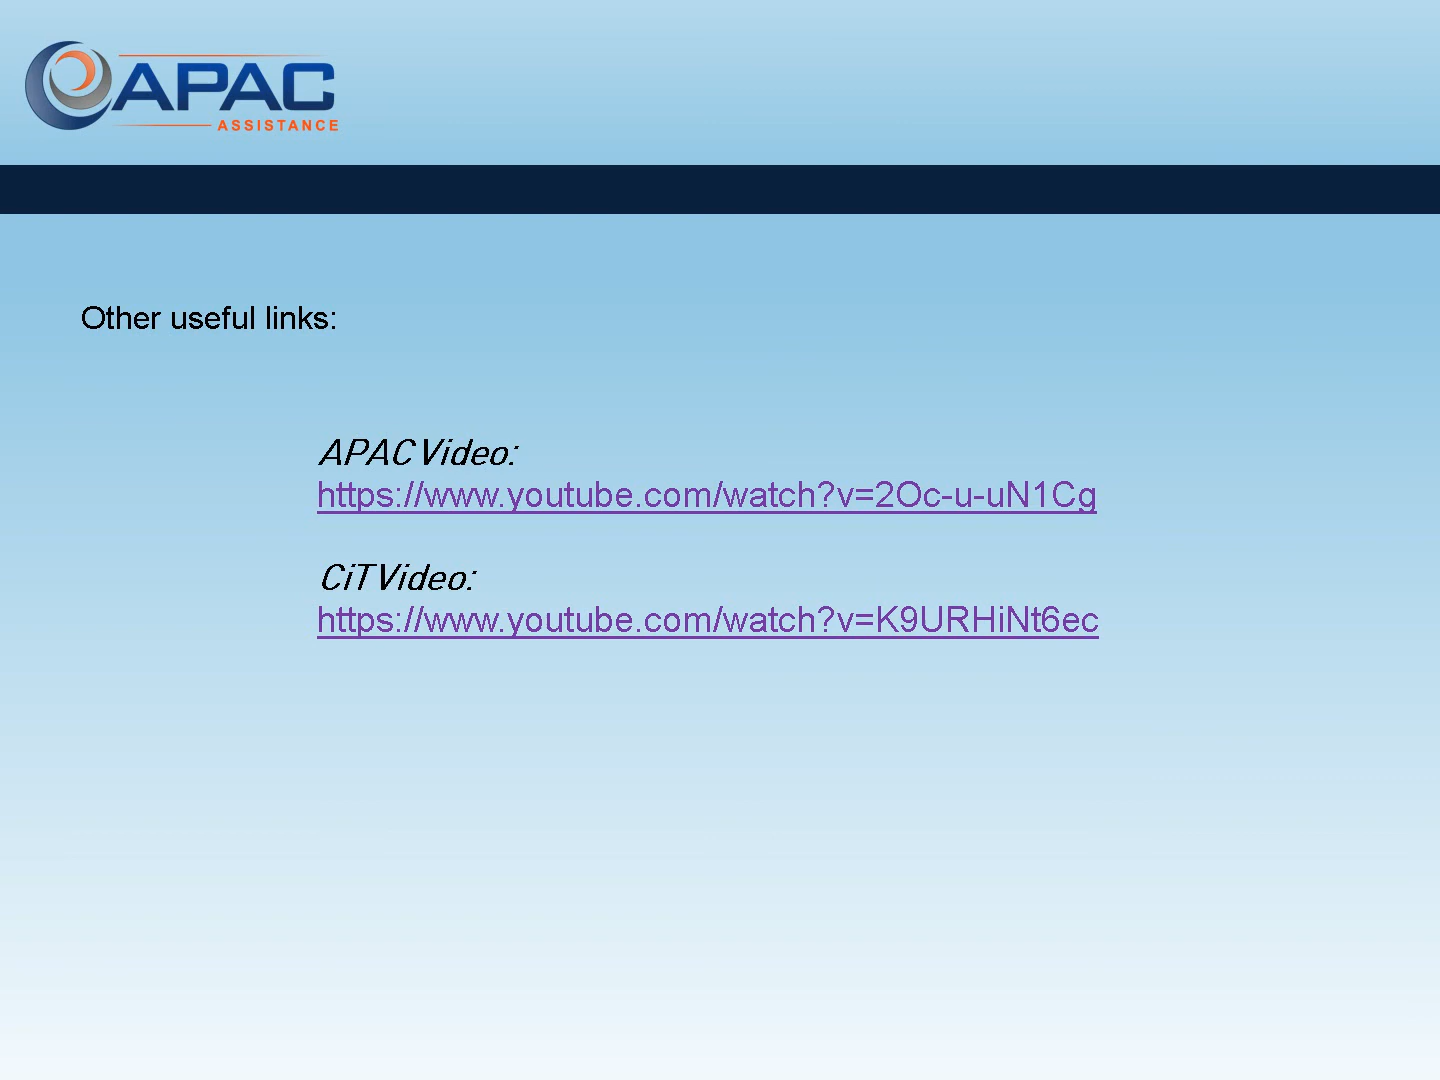 APAC
ASSISTANCE
Other useful links:
APAC Video:
https://www.youtube.com/watch?v=2Oc-u-uN1Cg
CiT Video:
https://www.youtube.com/watch?v=K9URHiNt6ec